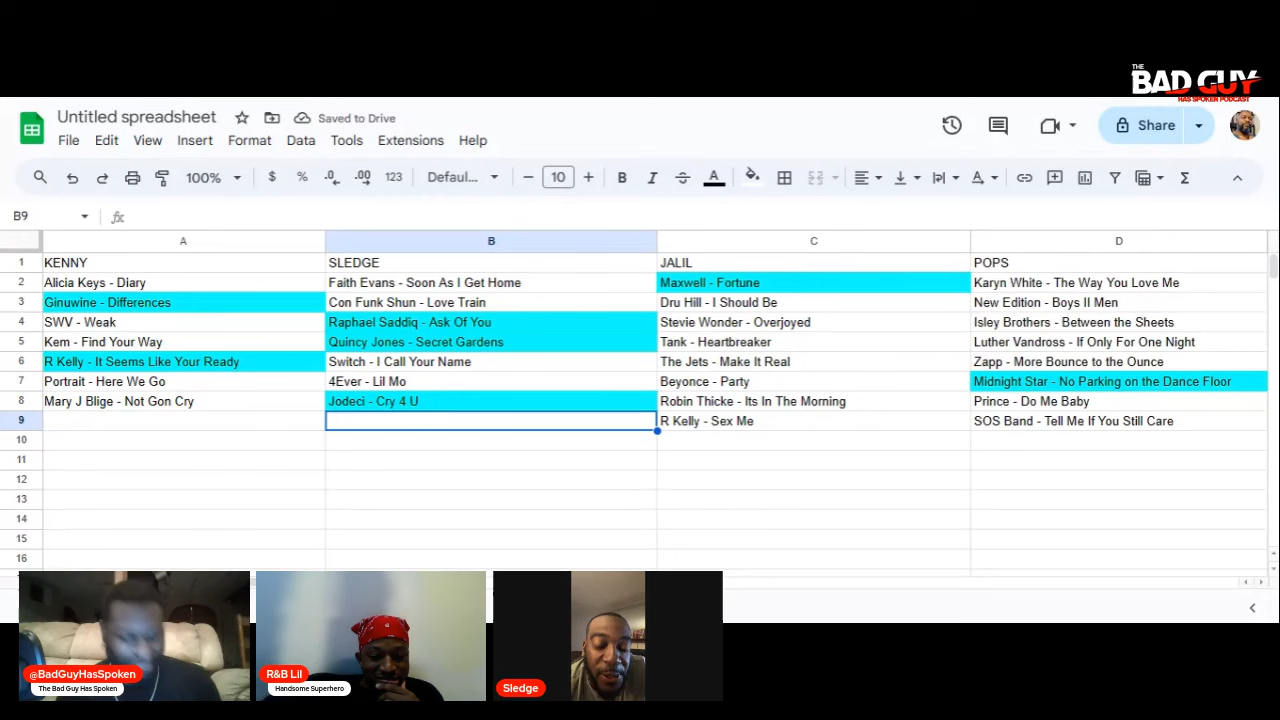 THE
BAD GUY
HAS SPOKEN PODCAST
Untitled spreadsheet
Saved to Drive
File Edit View Insert Format Data Tools Extensions Help
Share
100% $ % .0 .00 123 Defaul... 10 B I S A
B9 fx
A B C D
1 KENNY SLEDGE JALIL POPS
2 Alicia Keys - Diary Faith Evans - Soon As I Get Home Maxwell - Fortune Karyn White - The Way You Love Me
3 Ginuwine - Differences Con Funk Shun - Love Train Dru Hill - I Should Be New Edition - Boys II Men
4 SWV - Weak Raphael Saddiq - Ask Of You Stevie Wonder - Overjoyed Isley Brothers - Between the Sheets
5 Kem - Find Your Way Quincy Jones - Secret Gardens Tank - Heartbreaker Luther Vandross - If Only For One Night
6 R Kelly - It Seems Like Your Ready Switch - I Call Your Name The Jets - Make It Real Zapp - More Bounce to the Ounce
7 Portrait - Here We Go 4Ever - Lil Mo Beyonce - Party Midnight Star - No Parking on the Dance Floor
8 Mary J Blige - Not Gon Cry Jodeci - Cry 4 U Robin Thicke - Its In The Morning Prince - Do Me Baby
9 R Kelly - Sex Me SOS Band - Tell Me If You Still Care
10
11
12
13
14
15
16
@BadGuyHasSpoken
The Bad Guy Has Spoken
R&B Lil
Handsome Superhero
Sledge